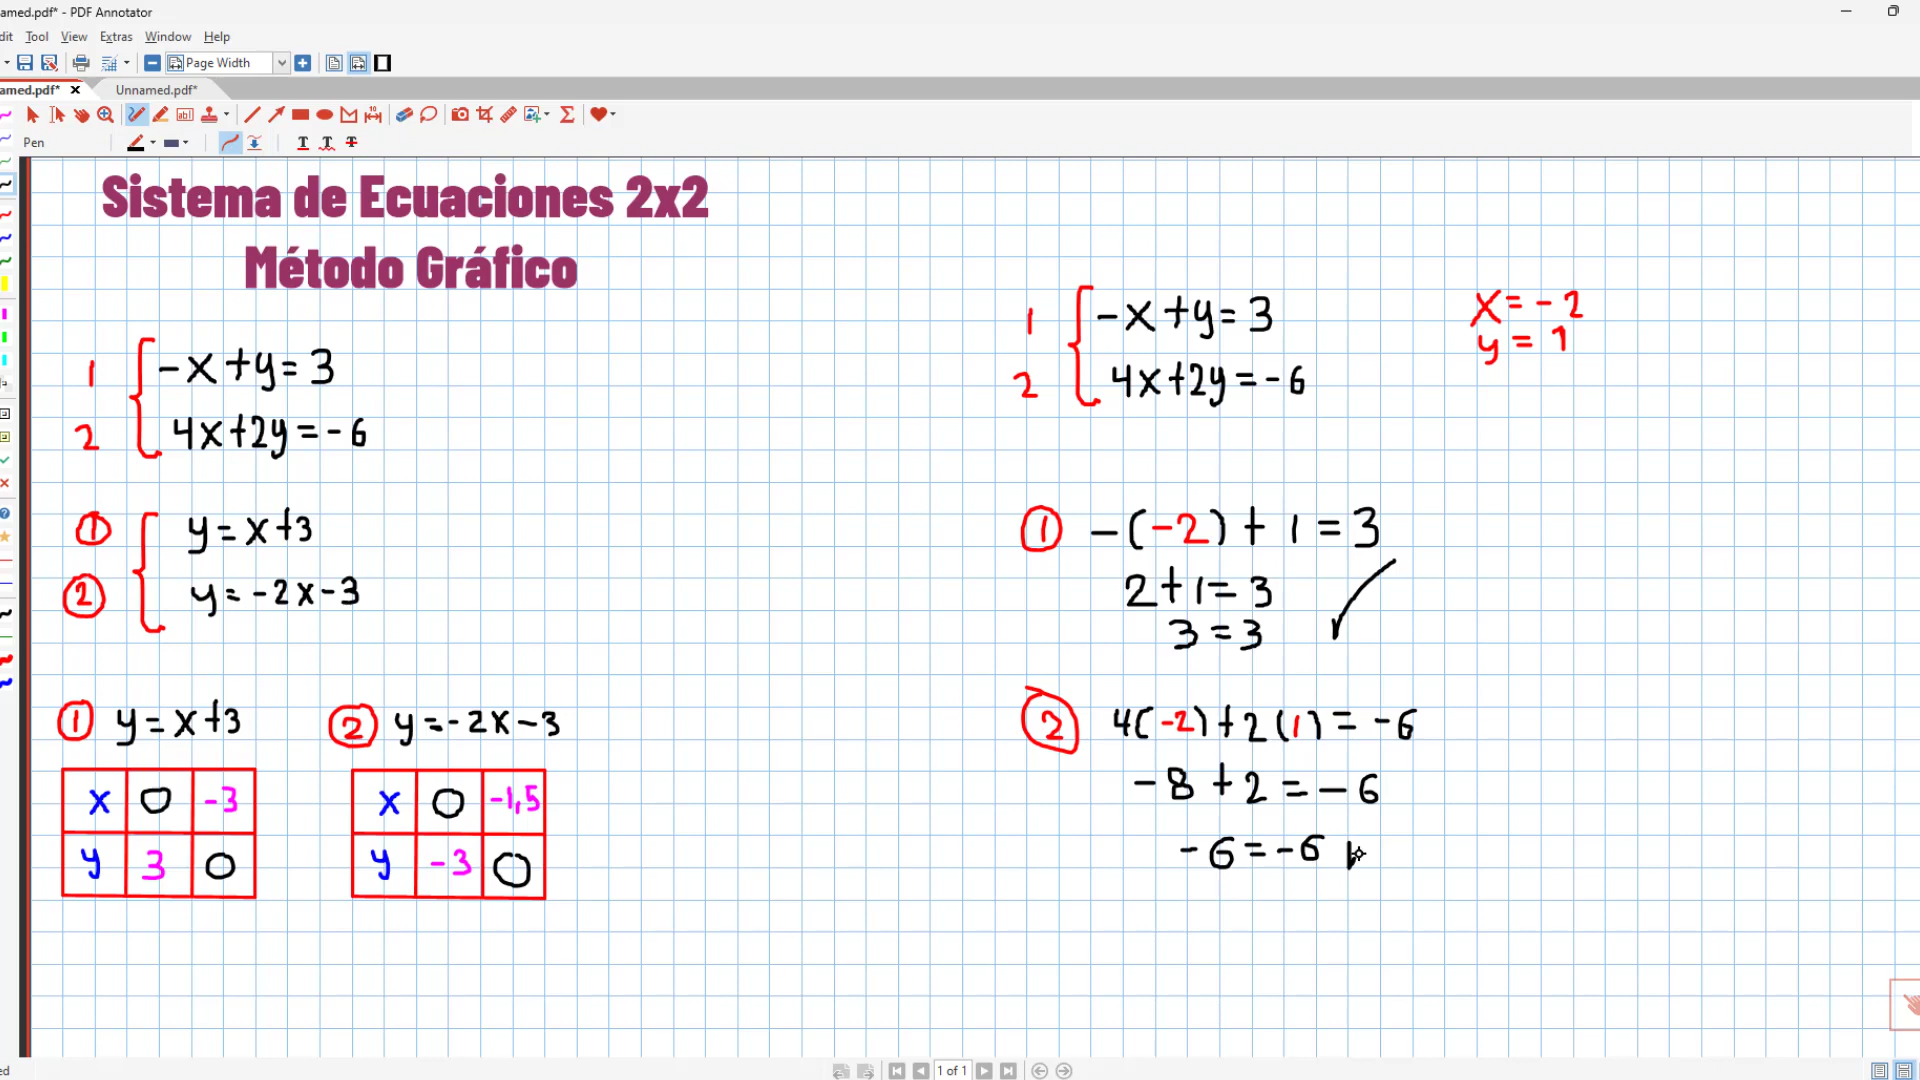 amed.pdf* - PDF Annotator
dit Tool View Extras Window Help
Page Width
amed.pdf* Unnamed.pdf*
Pen
Sistema de Ecuaciones 2x2
Método Gráfico
1 -x+y=3
2 4x+2y=-6
① y=x+3
② y=-2x-3
① y=x+3
x 0 -3
y 3 0
② y=-2x-3
x 0 -1,5
y -3 0
1 -x+y=3
2 4x+2y=-6
x=-2
y=1
① -(-2)+1=3
2+1=3
3=3
② 4(-2)+2(1)=-6
-8+2=-6
-6=-6
ed
1 of 1